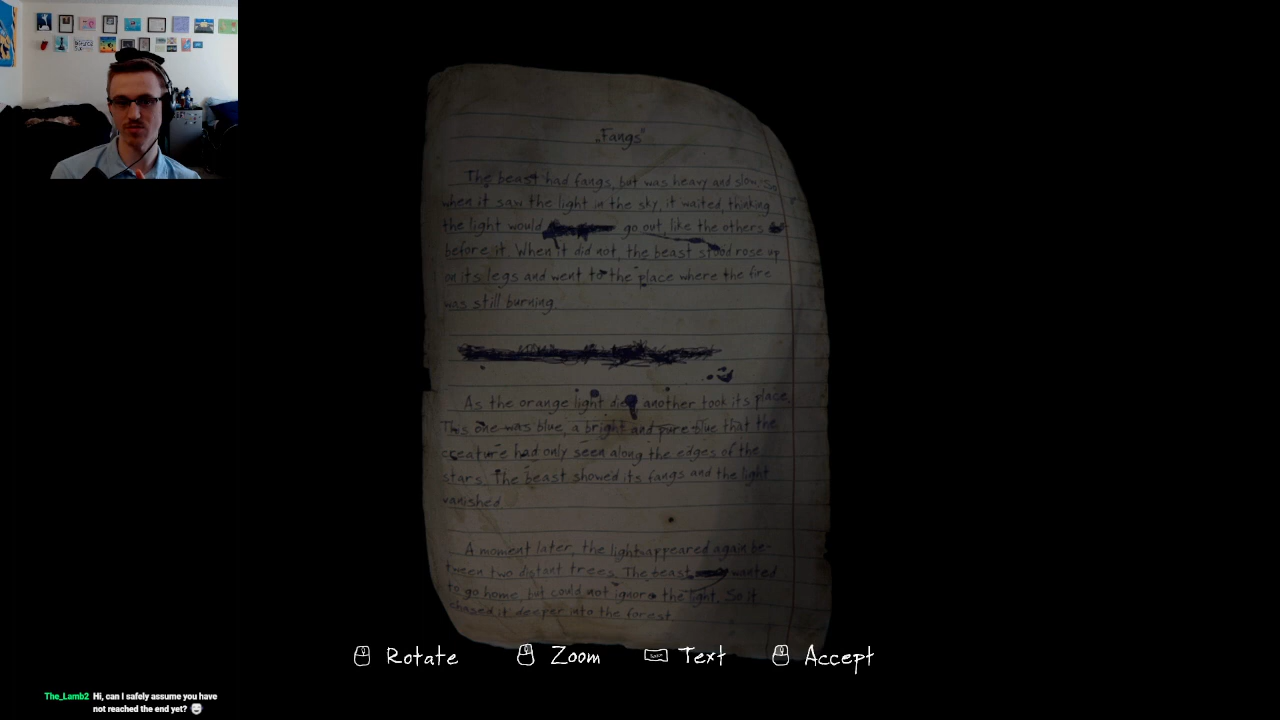 „Fangs"
The beast had fangs, but was heavy and slow, so
when it saw the light in the sky, it waited, thinking
the light would go out, like the others
before it. When it did not, the beast stood rose up
on its legs and went to the place where the fire
was still burning.
As the orange light died another took its place.
This one was blue, a bright and pure blue that the
creature had only seen along the edges of the
stars. The beast showed its fangs and the light
vanished
A moment later, the light appeared again be-
tween two distant trees. The beast wanted
to go home, but could not ignore the light. So it
chased it deeper into the forest.
Rotate Zoom Text Accept
The_Lamb2 Hi, can I safely assume you have
not reached the end yet?